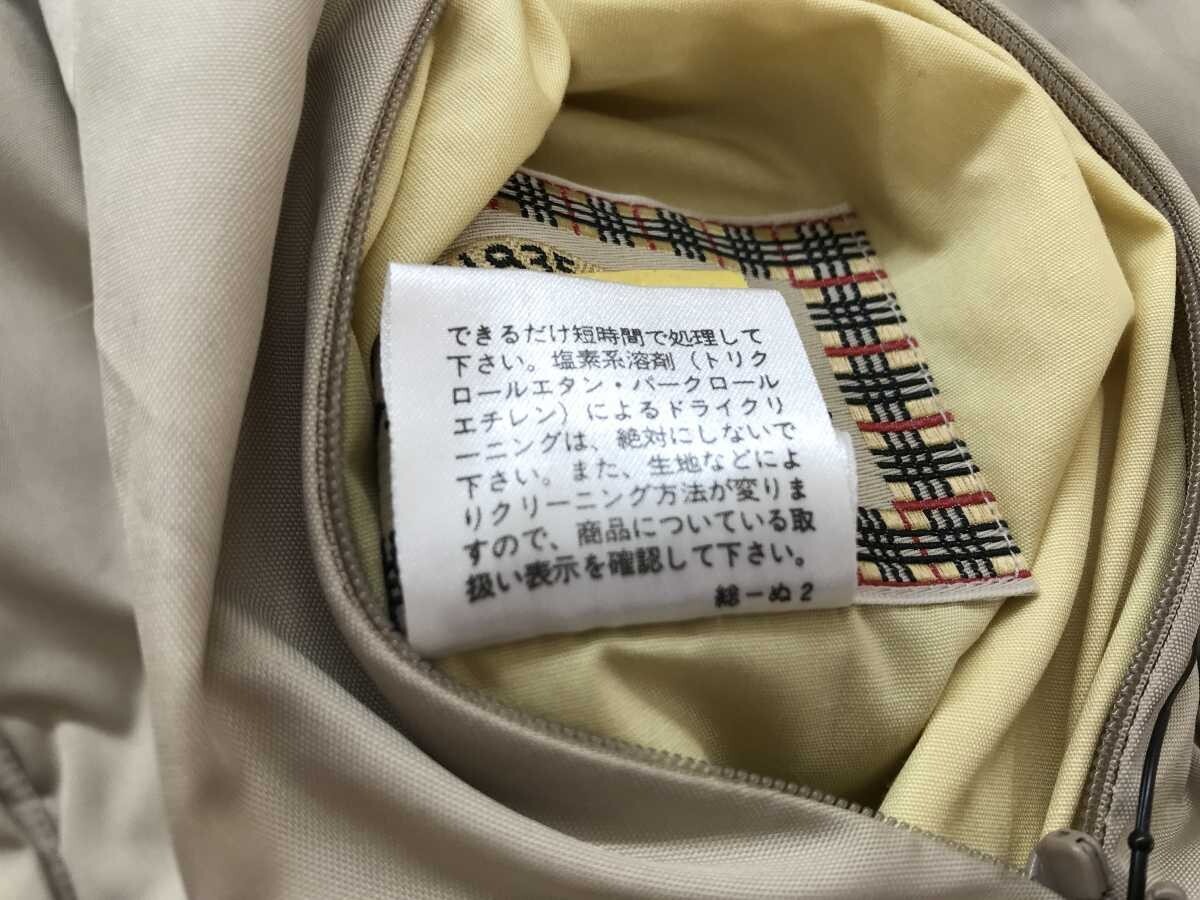 1835
できるだけ短時間で処理して
下さい。塩素系溶剤（トリク
ロールエタン・パークロール
エチレン）によるドライクリ
ーニングは、絶対にしないで
下さい。また、生地などによ
りクリーニング方法が変りま
すので、商品についている取
扱い表示を確認して下さい。
総ーぬ2